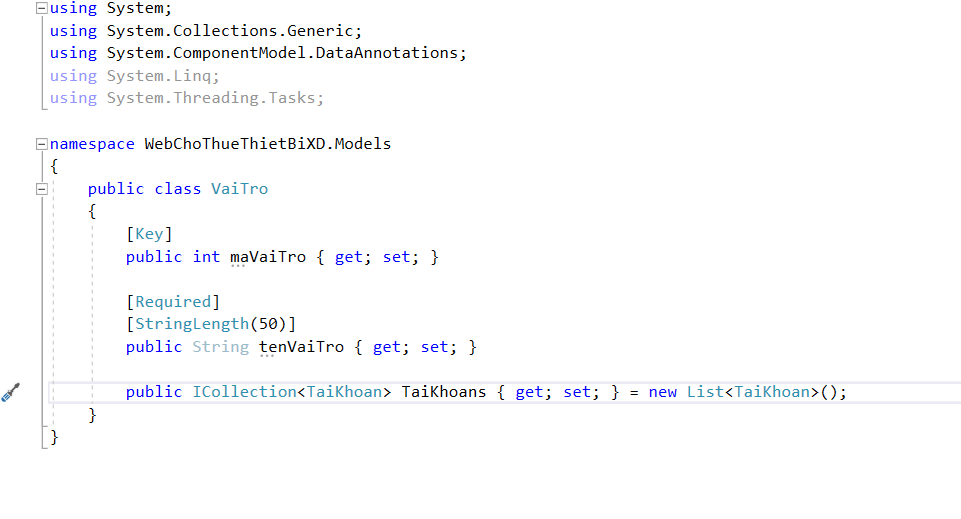 using System;
using System.Collections.Generic;
using System.ComponentModel.DataAnnotations;
using System.Linq;
using System.Threading.Tasks;
namespace WebChoThueThietBiXD.Models
{
public class VaiTro
{
[Key]
public int maVaiTro { get; set; }
[Required]
[StringLength(50)]
public String tenVaiTro { get; set; }
public ICollection<TaiKhoan> TaiKhoans { get; set; } = new List<TaiKhoan>();
}
}